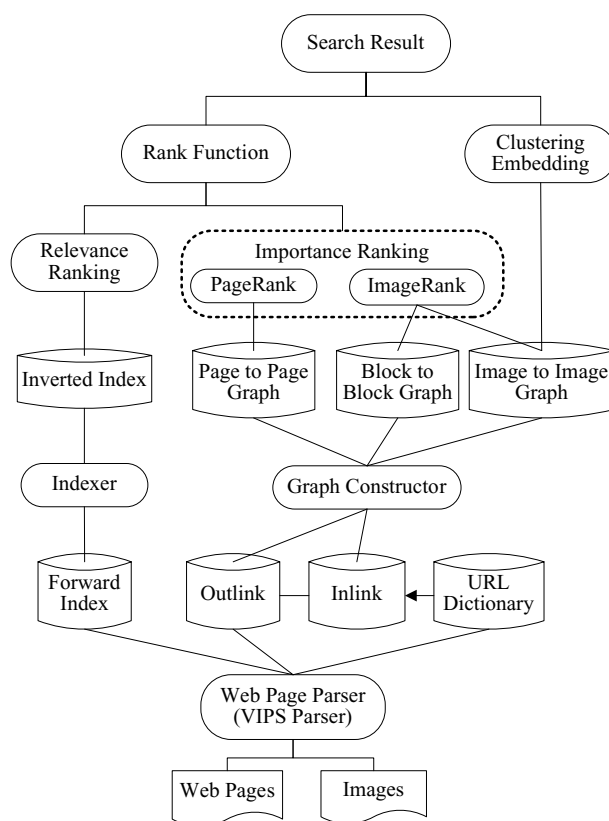 Search Result
Rank Function
Clustering
Embedding
Relevance
Ranking
Importance Ranking
PageRank
ImageRank
Inverted Index
Page to Page
Graph
Block to
Block Graph
Image to Image
Graph
Indexer
Graph Constructor
Forward
Index
Outlink
Inlink
URL
Dictionary
Web Page Parser
(VIPS Parser)
Web Pages
Images